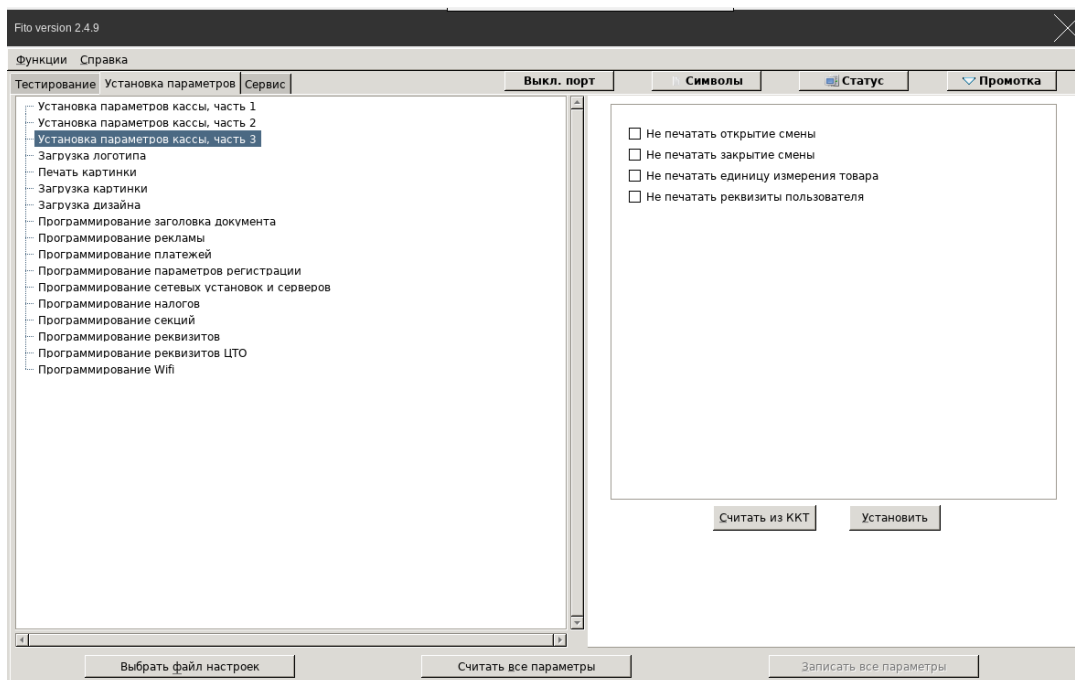 Fito version 2.4.9
Функции Справка
Тестирование Установка параметров Сервис Выкл. порт Символы Статус Промотка
Установка параметров кассы, часть 1
Установка параметров кассы, часть 2
Установка параметров кассы, часть 3
Загрузка логотипа
Печать картинки
Загрузка картинки
Загрузка дизайна
Программирование заголовка документа
Программирование рекламы
Программирование платежей
Программирование параметров регистрации
Программирование сетевых установок и серверов
Программирование налогов
Программирование секций
Программирование реквизитов
Программирование реквизитов ЦТО
Программирование Wifi
Не печатать открытие смены
Не печатать закрытие смены
Не печатать единицу измерения товара
Не печатать реквизиты пользователя
Считать из ККТ Установить
Выбрать файл настроек Считать все параметры Записать все параметры